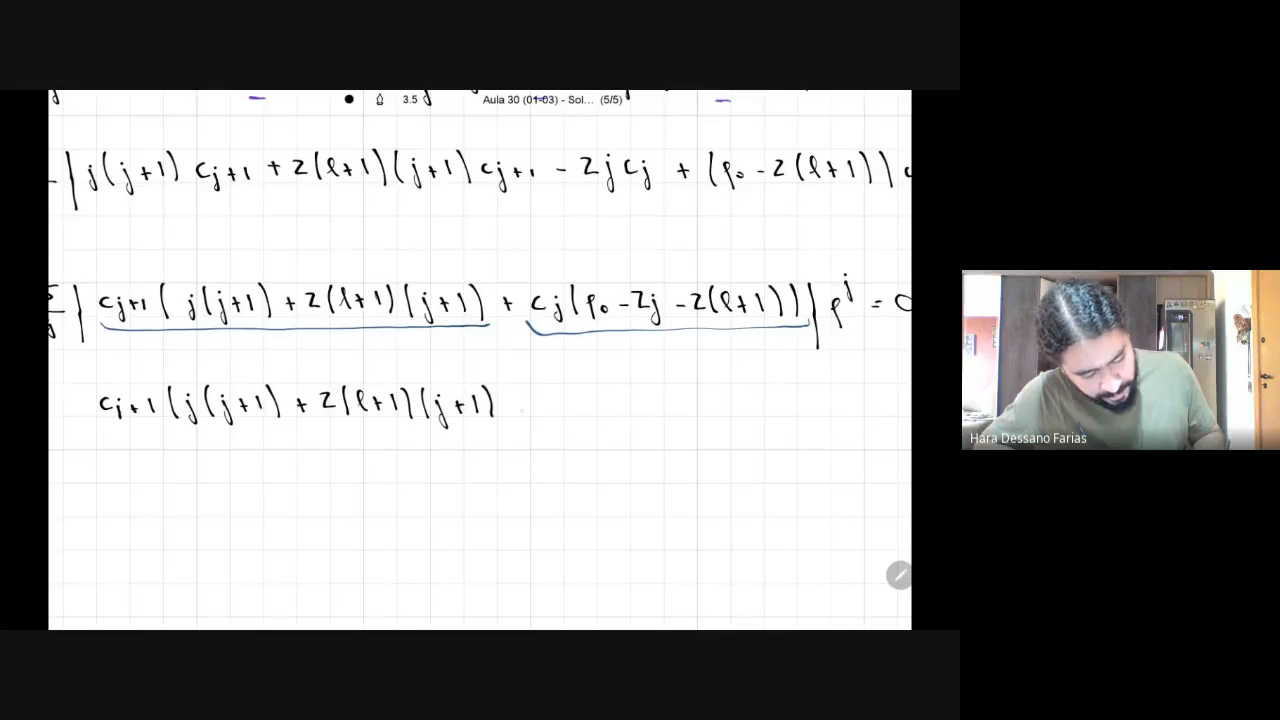 3.5 Aula 30 (01-03) - Sol... (5/5)
j(j+1) cj+1 + 2(l+1)(j+1) cj+1 - 2j cj + (ρ0 - 2(l+1))
cj+1( j(j+1) + 2(l+1)(j+1) + cj(ρ0 - 2j - 2(l+1)) ρ^j = 0
cj+1 (j(j+1) + 2(l+1)(j+1)
Hara Dessano Farias